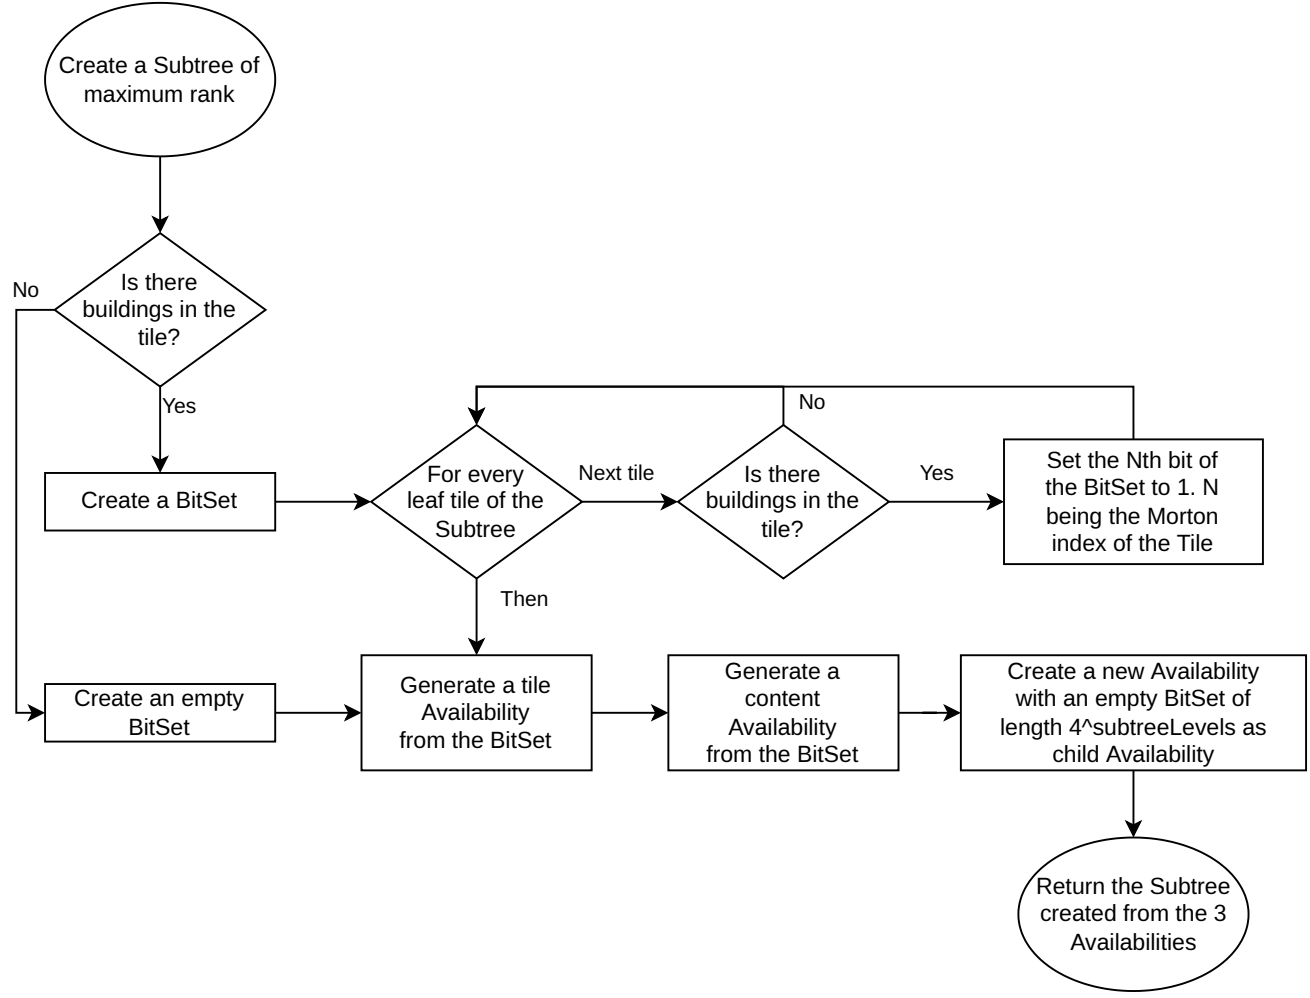 Create a Subtree of
maximum rank
Is there
buildings in the
tile?
No
Yes
Create a BitSet
For every
leaf tile of the
Subtree
Next tile
Is there
buildings in the
tile?
No
Yes
Set the Nth bit of
the BitSet to 1. N
being the Morton
index of the Tile
Then
Create an empty
BitSet
Generate a tile
Availability
from the BitSet
Generate a
content
Availability
from the BitSet
Create a new Availability
with an empty BitSet of
length 4^subtreeLevels as
child Availability
Return the Subtree
created from the 3
Availabilities